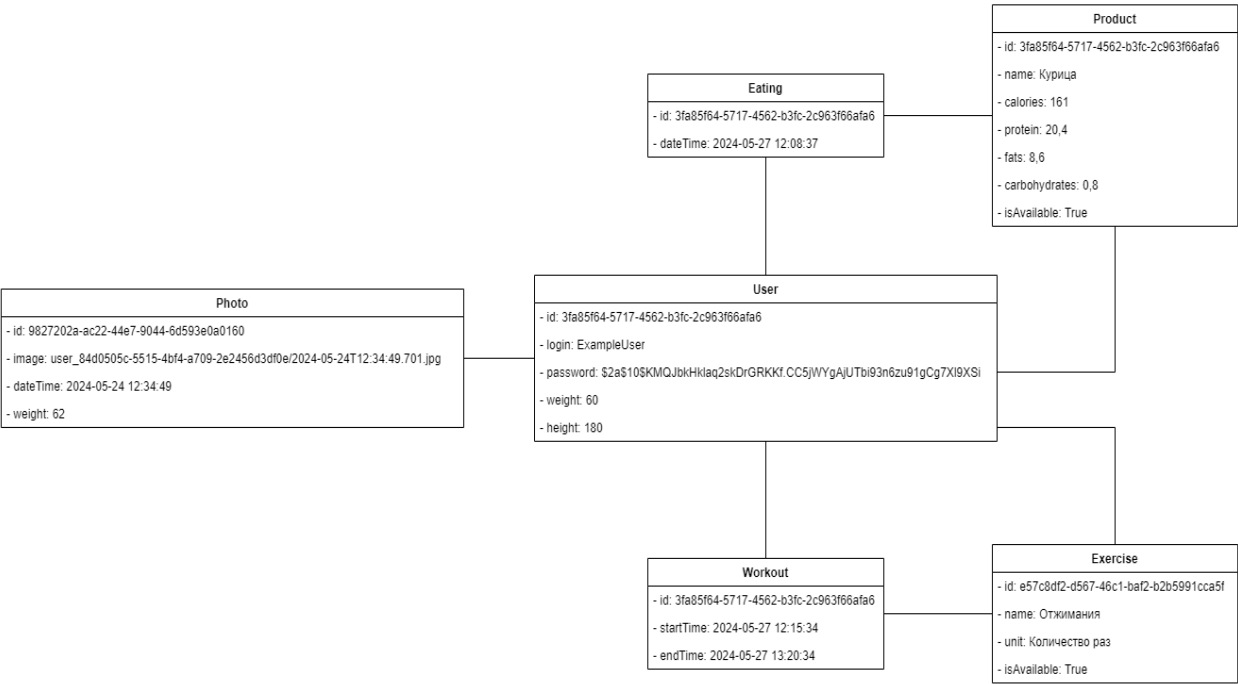 Product
- id: 3fa85f64-5717-4562-b3fc-2c963f66afa6
- name: Курица
- calories: 161
- protein: 20,4
- fats: 8,6
- carbohydrates: 0,8
- isAvailable: True
Eating
- id: 3fa85f64-5717-4562-b3fc-2c963f66afa6
- dateTime: 2024-05-27 12:08:37
Photo
- id: 9827202a-ac22-44e7-9044-6d593e0a0160
- image: user_84d0505c-5515-4bf4-a709-2e2456d3df0e/2024-05-24T12:34:49.701.jpg
- dateTime: 2024-05-24 12:34:49
- weight: 62
User
- id: 3fa85f64-5717-4562-b3fc-2c963f66afa6
- login: ExampleUser
- password: $2a$10$KMQJbkHklaq2skDrGRKKf.CC5jWYgAjUTbi93n6zu91gCg7Xl9XSi
- weight: 60
- height: 180
Workout
- id: 3fa85f64-5717-4562-b3fc-2c963f66afa6
- startTime: 2024-05-27 12:15:34
- endTime: 2024-05-27 13:20:34
Exercise
- id: e57c8df2-d567-46c1-baf2-b2b5991cca5f
- name: Отжимания
- unit: Количество раз
- isAvailable: True